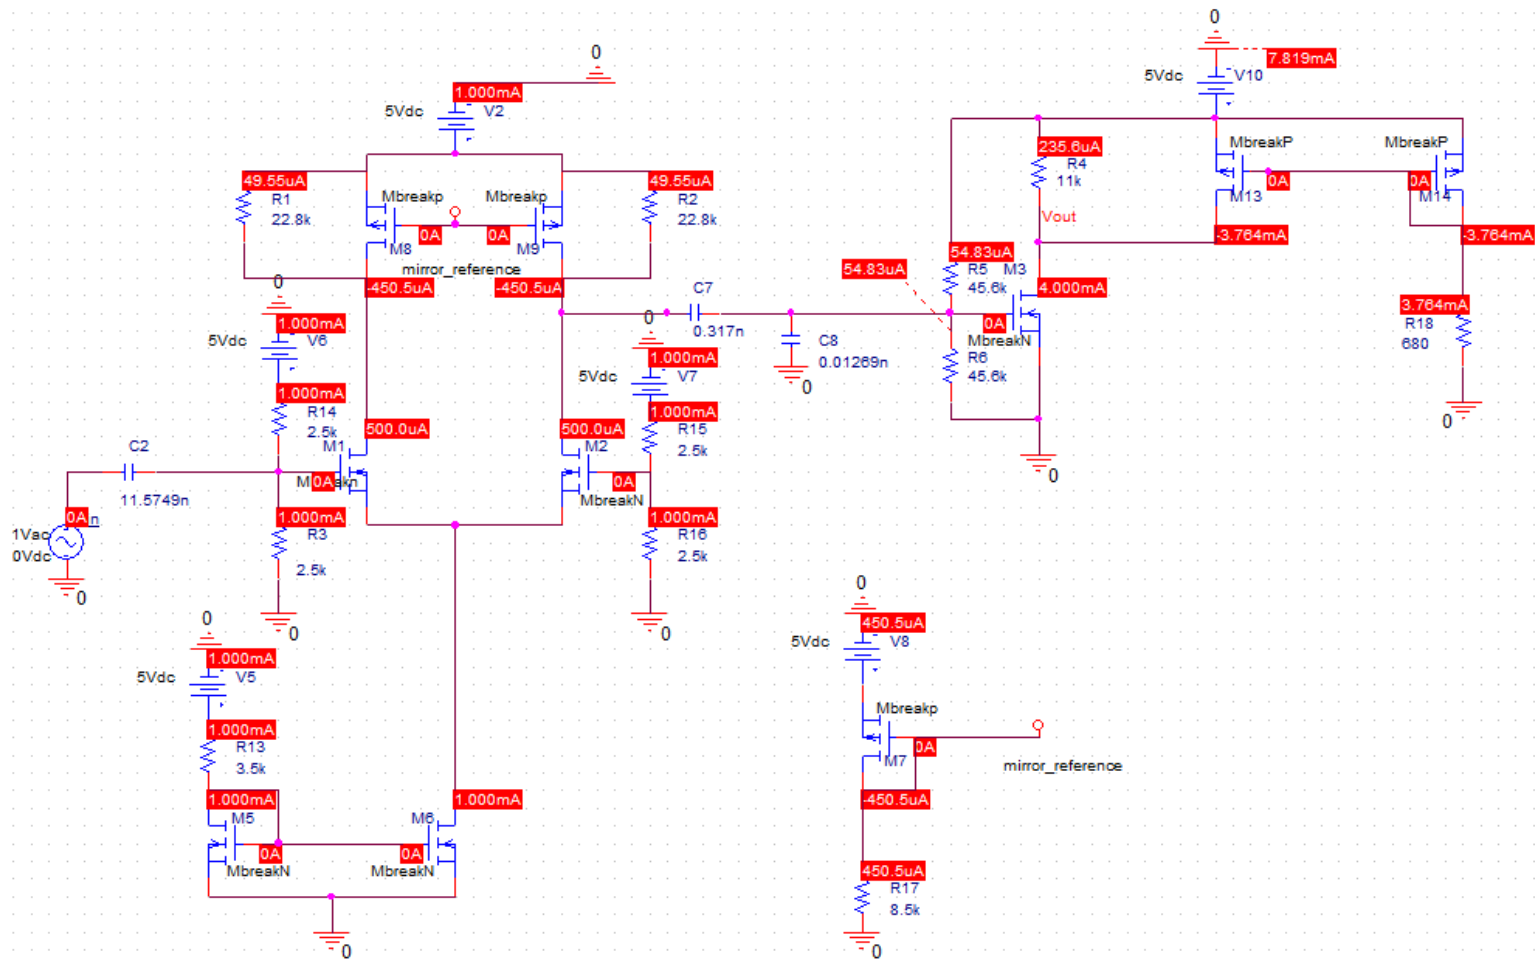 0
7.819mA
0
5Vdc
V10
1.000mA
5Vdc
V2
MbreakP
MbreakP
235.6uA
R4
11k
49.55uA
R1
22.8k
Mbreakp
Mbreakp
49.55uA
R2
22.8k
0A
0A
M13
M14
Vout
0A
0A
M8
M9
-3.764mA
-3.764mA
mirror_reference
54.83uA
54.83uA
R5
M3
45.6k
0
-450.5uA
-450.5uA
4.000mA
C7
0.317n
3.764mA
R18
680
1.000mA
5Vdc
V6
0
0A
MbreakN
C8
0.01269n
1.000mA
5Vdc
V7
R6
45.6k
0
1.000mA
R14
2.5k
1.000mA
R15
2.5k
0
500.0uA
500.0uA
C2
M1
M2
0
11.5749n
0A
0A
MbreakN
0A
1Vac
0Vdc
1.000mA
R3
2.5k
1.000mA
R16
2.5k
0
0
0
0
0
450.5uA
5Vdc
V8
1.000mA
5Vdc
V5
Mbreakp
1.000mA
R13
3.5k
0A
M7
mirror_reference
1.000mA
1.000mA
-450.5uA
M5
M6
0A
0A
MbreakN
MbreakN
450.5uA
R17
8.5k
0
0